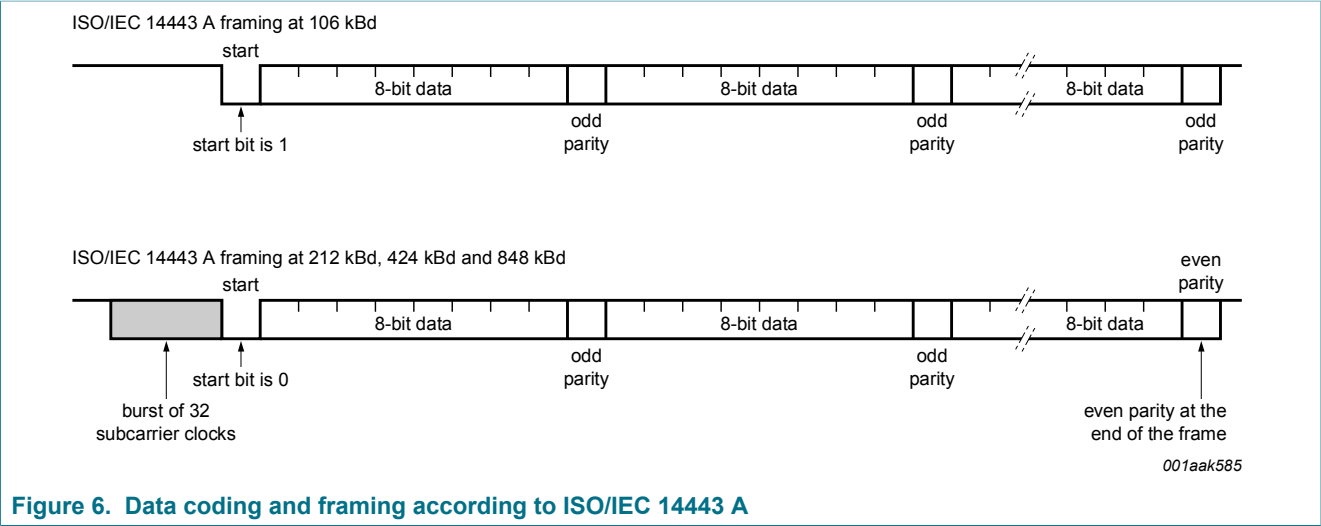 ISO/IEC 14443 A framing at 106 kBd
start
8-bit data
8-bit data
8-bit data
start bit is 1
odd
parity
odd
parity
odd
parity
ISO/IEC 14443 A framing at 212 kBd, 424 kBd and 848 kBd
start
even
parity
8-bit data
8-bit data
8-bit data
start bit is 0
odd
parity
odd
parity
burst of 32
subcarrier clocks
even parity at the
end of the frame
001aak585
Figure 6. Data coding and framing according to ISO/IEC 14443 A